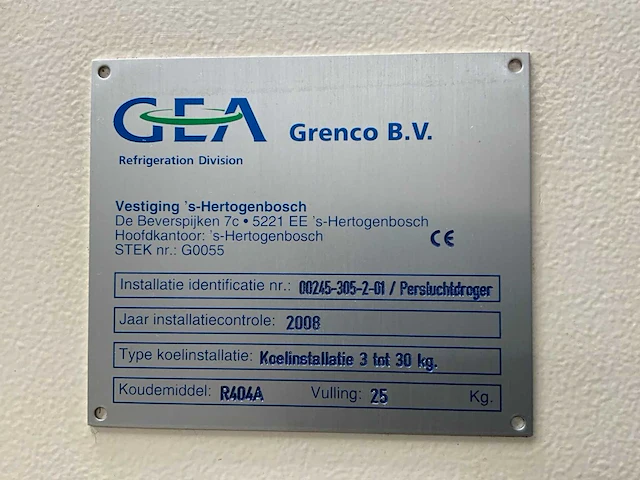 GEA Grenco B.V.
Refrigeration Division
Vestiging 's-Hertogenbosch
De Beverspijken 7c • 5221 EE 's-Hertogenbosch
Hoofdkantoor: 's-Hertogenbosch
STEK nr.: G0055
CE
Installatie identificatie nr.: 00245-305-2-01 / Persluchtdroger
Jaar installatiecontrole: 2008
Type koelinstallatie: Koelinstallatie 3 tot 30 kg.
Koudemiddel: R404A Vulling: 25 Kg.